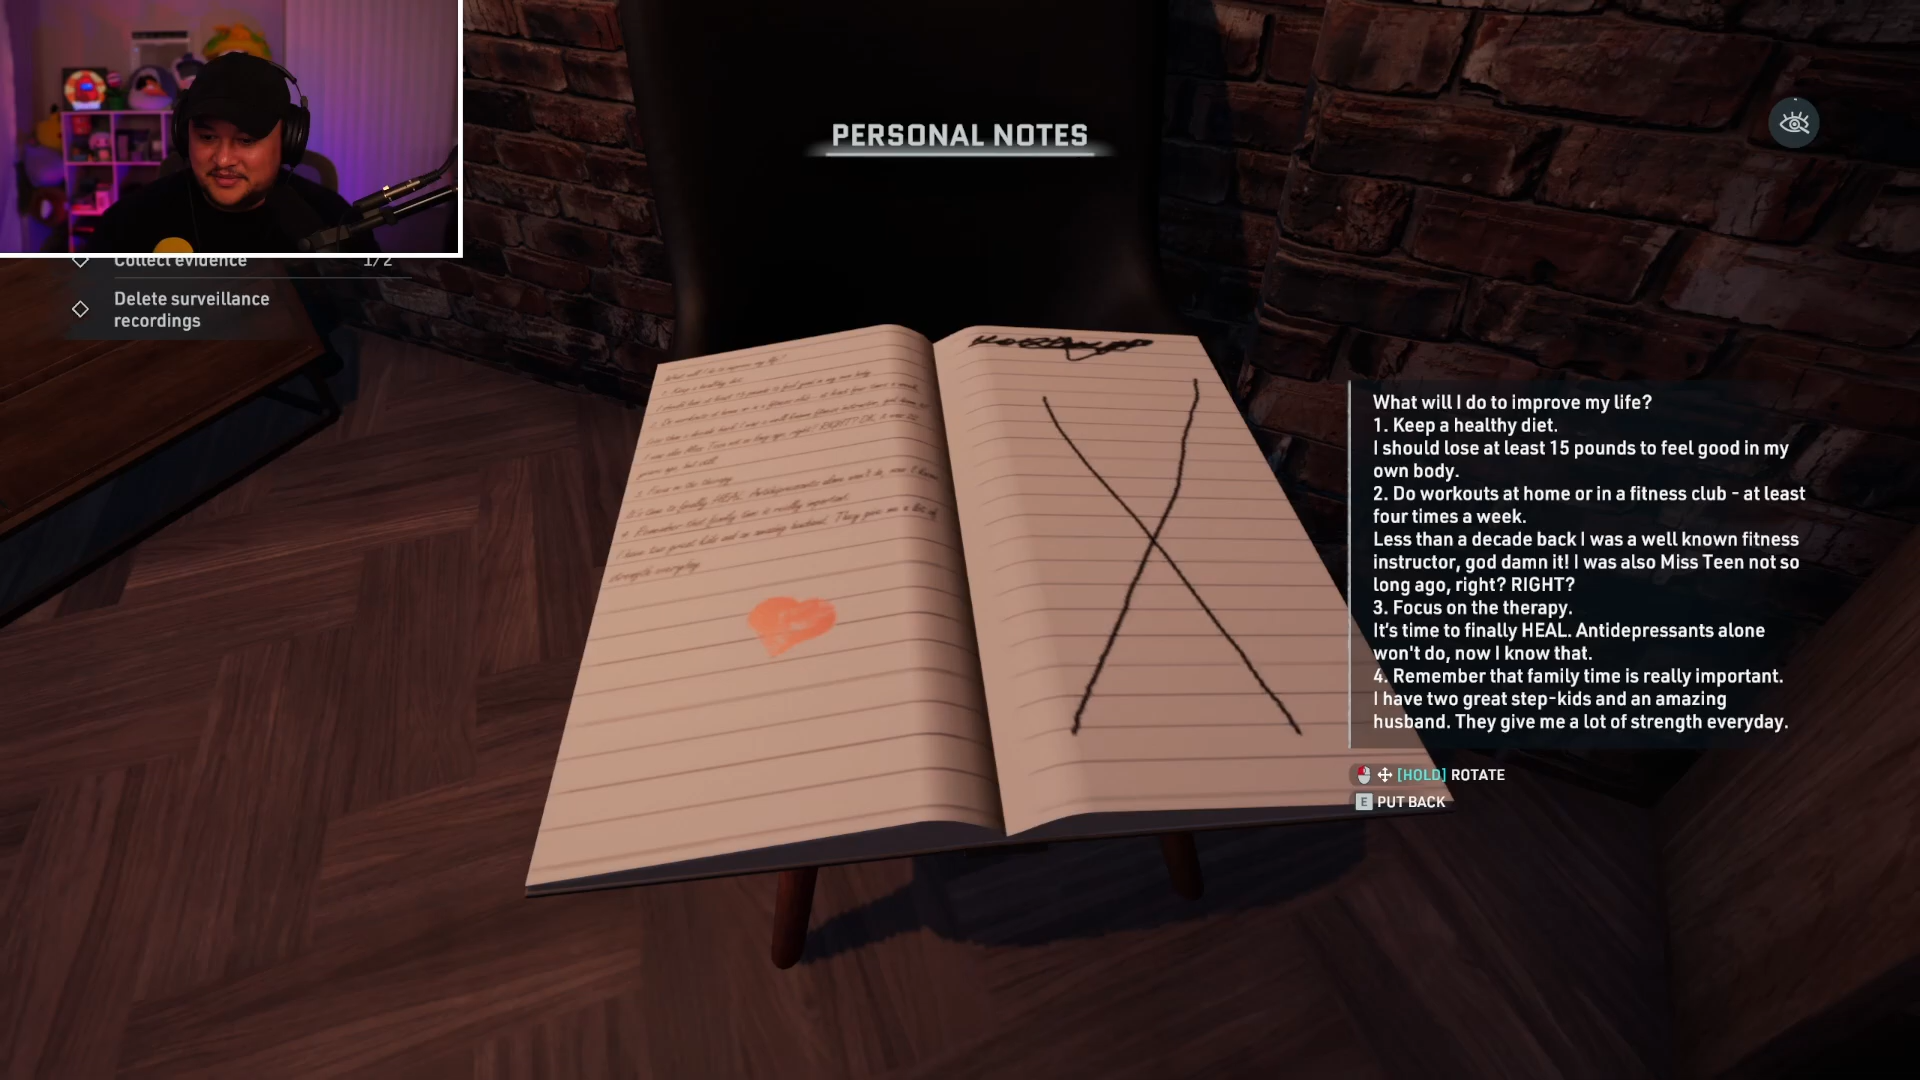 PERSONAL NOTES
Collect evidence 1/2
Delete surveillance
recordings
What will I do to improve my life?
1. Keep a healthy diet.
I should lose at least 15 pounds to feel good in my
own body.
2. Do workouts at home or in a fitness club - at least
four times a week.
Less than a decade back I was a well known fitness
instructor, god damn it! I was also Miss Teen not so
long ago, right? RIGHT?
3. Focus on the therapy.
It's time to finally HEAL. Antidepressants alone
won't do, now I know that.
4. Remember that family time is really important.
I have two great step-kids and an amazing
husband. They give me a lot of strength everyday.
[HOLD] ROTATE
E PUT BACK